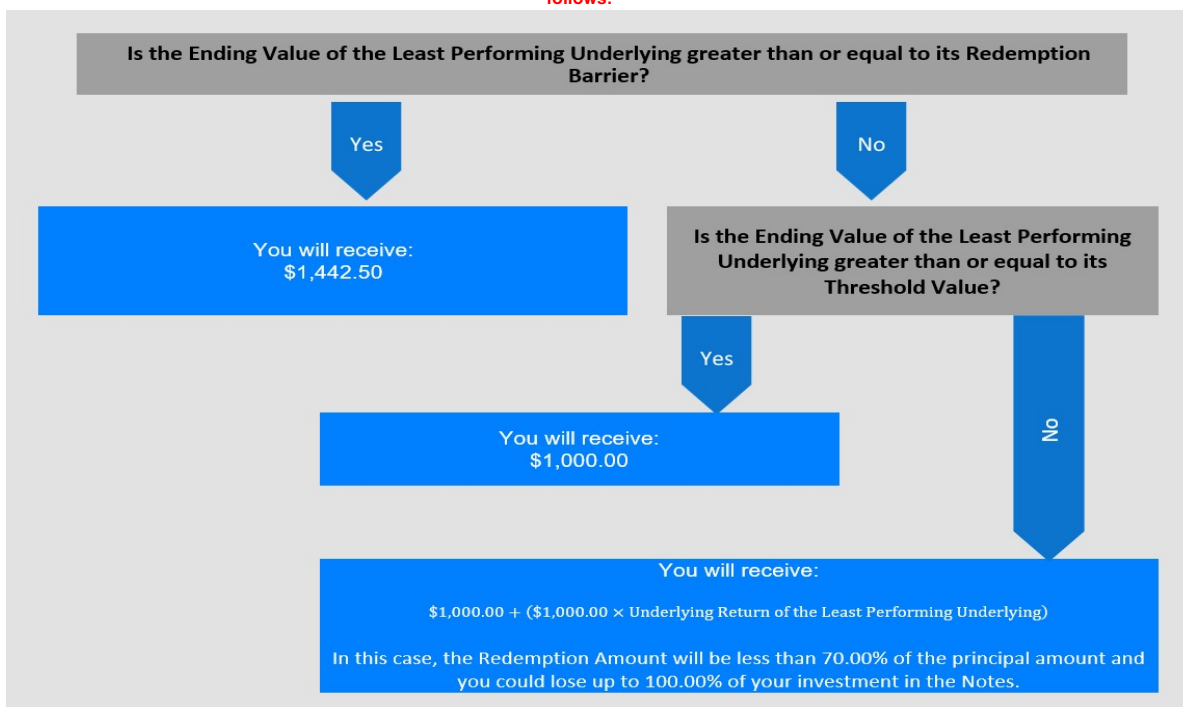 follows:
Is the Ending Value of the Least Performing Underlying greater than or equal to its Redemption
Barrier?
Yes
No
You will receive:
$1,442.50
Is the Ending Value of the Least Performing
Underlying greater than or equal to its
Threshold Value?
Yes
No
You will receive:
$1,000.00
You will receive:
$1,000.00 + ($1,000.00 × Underlying Return of the Least Performing Underlying)
In this case, the Redemption Amount will be less than 70.00% of the principal amount and
you could lose up to 100.00% of your investment in the Notes.